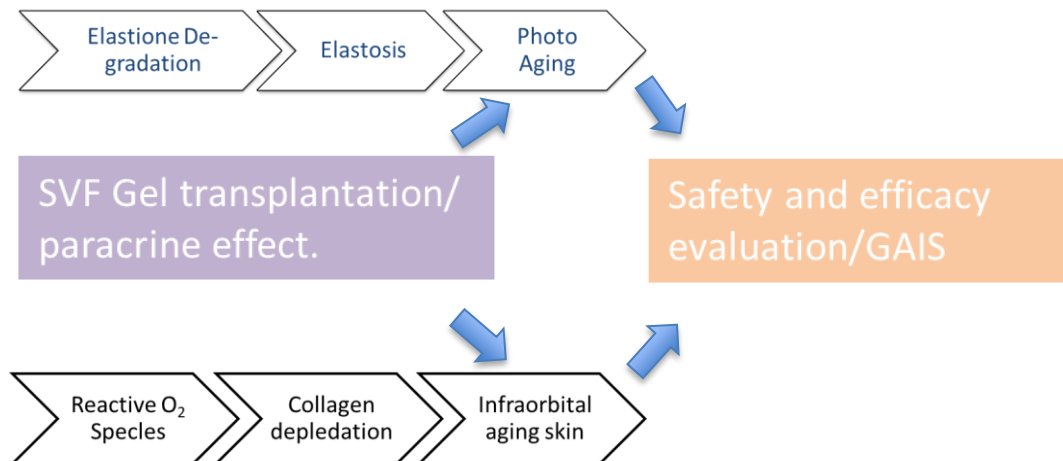 Elastione De-
gradation
Elastosis
Photo
Aging
SVF Gel transplantation/
paracrine effect.
Safety and efficacy
evaluation/GAIS
Reactive O₂
Specles
Collagen
depledation
Infraorbital
aging skin